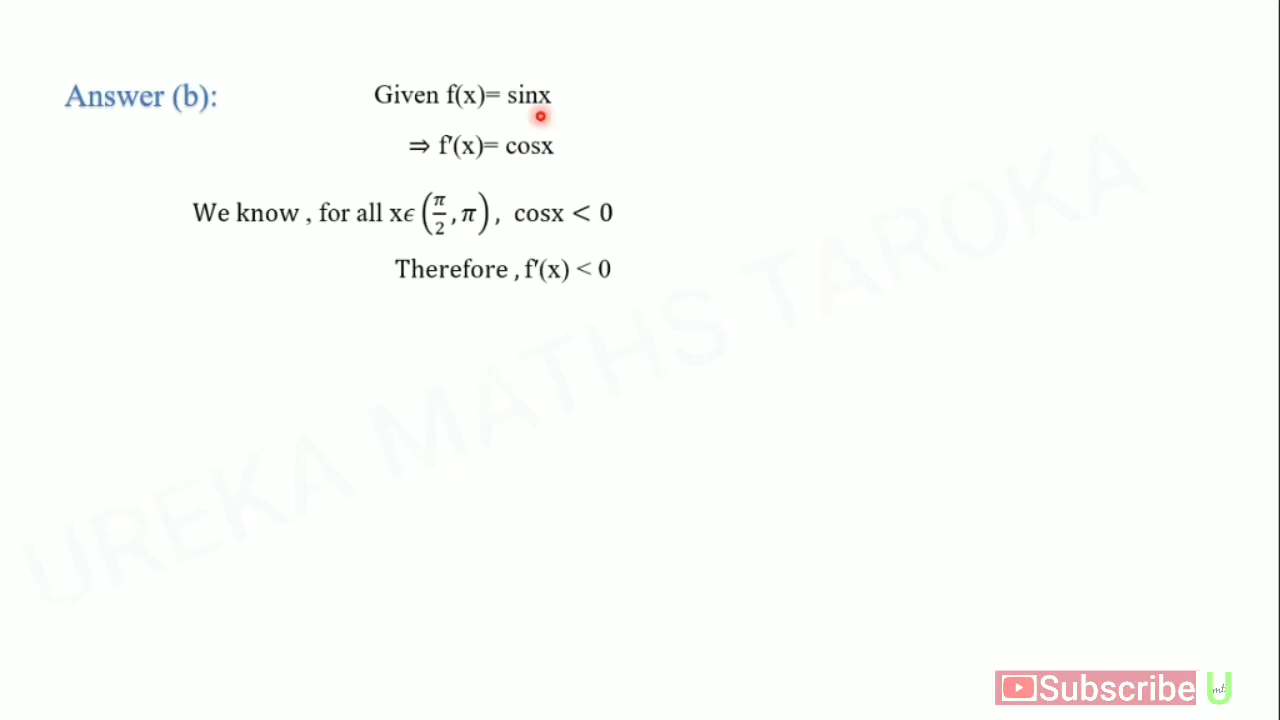 Answer (b):
Given f(x)= sinx
⇒ f'(x)= cosx
We know , for all xϵ (π/2 , π) , cosx < 0
Therefore , f'(x) < 0
UREKA MATHS TAROKA
Subscribe
U